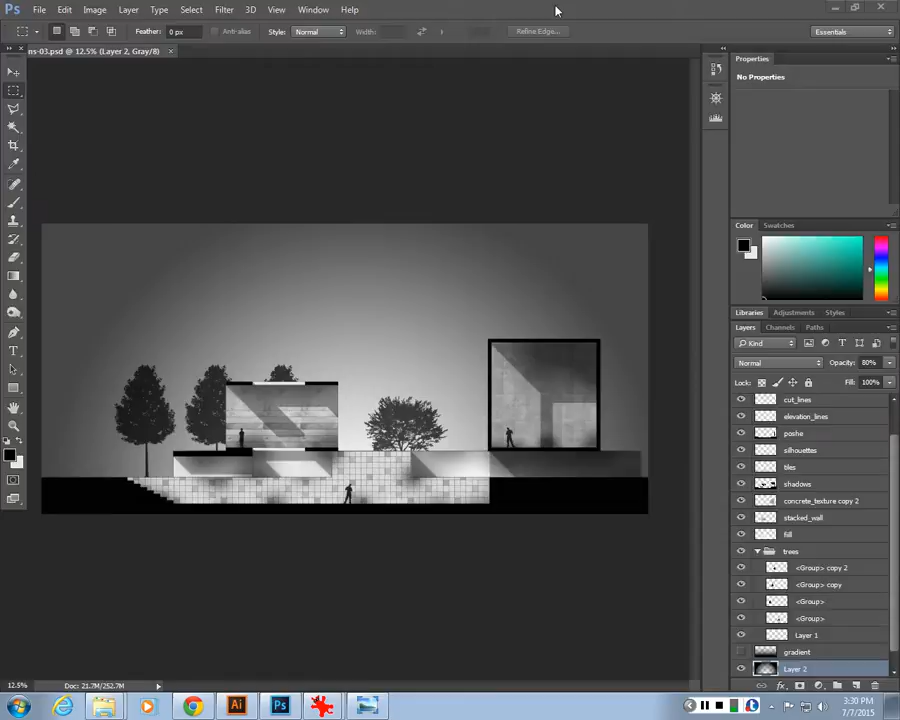 Ps File Edit Image Layer Type Select Filter 3D View Window Help
Feather: 0 px Anti-alias Style: Normal Width: Refine Edge... Essentials
ns-03.psd @ 12.5% (Layer 2, Gray/8) ×
Properties
No Properties
Color Swatches
Libraries Adjustments Styles
Layers Channels Paths
Kind
Normal Opacity: 80%
Lock: Fill: 100%
cut_lines
elevation_lines
poshe
silhouettes
tiles
shadows
concrete_texture copy 2
stacked_wall
fill
trees
<Group> copy 2
<Group> copy
<Group>
<Group>
Layer 1
gradient
Layer 2
12.5% Doc: 21.7M/252.7M
fx
Ai Ps
3:30 PM
7/7/2015